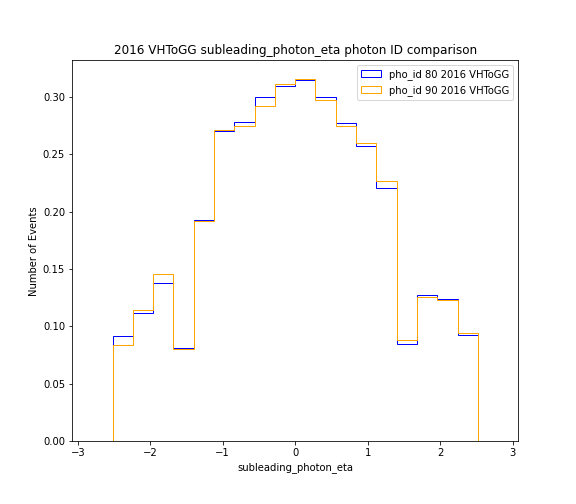 2016 VHToGG subleading_photon_eta photon ID comparison
pho_id 80 2016 VHToGG
pho_id 90 2016 VHToGG
Number of Events
0.30
0.25
0.20
0.15
0.10
0.05
0.00
−3 −2 −1 0 1 2 3
subleading_photon_eta